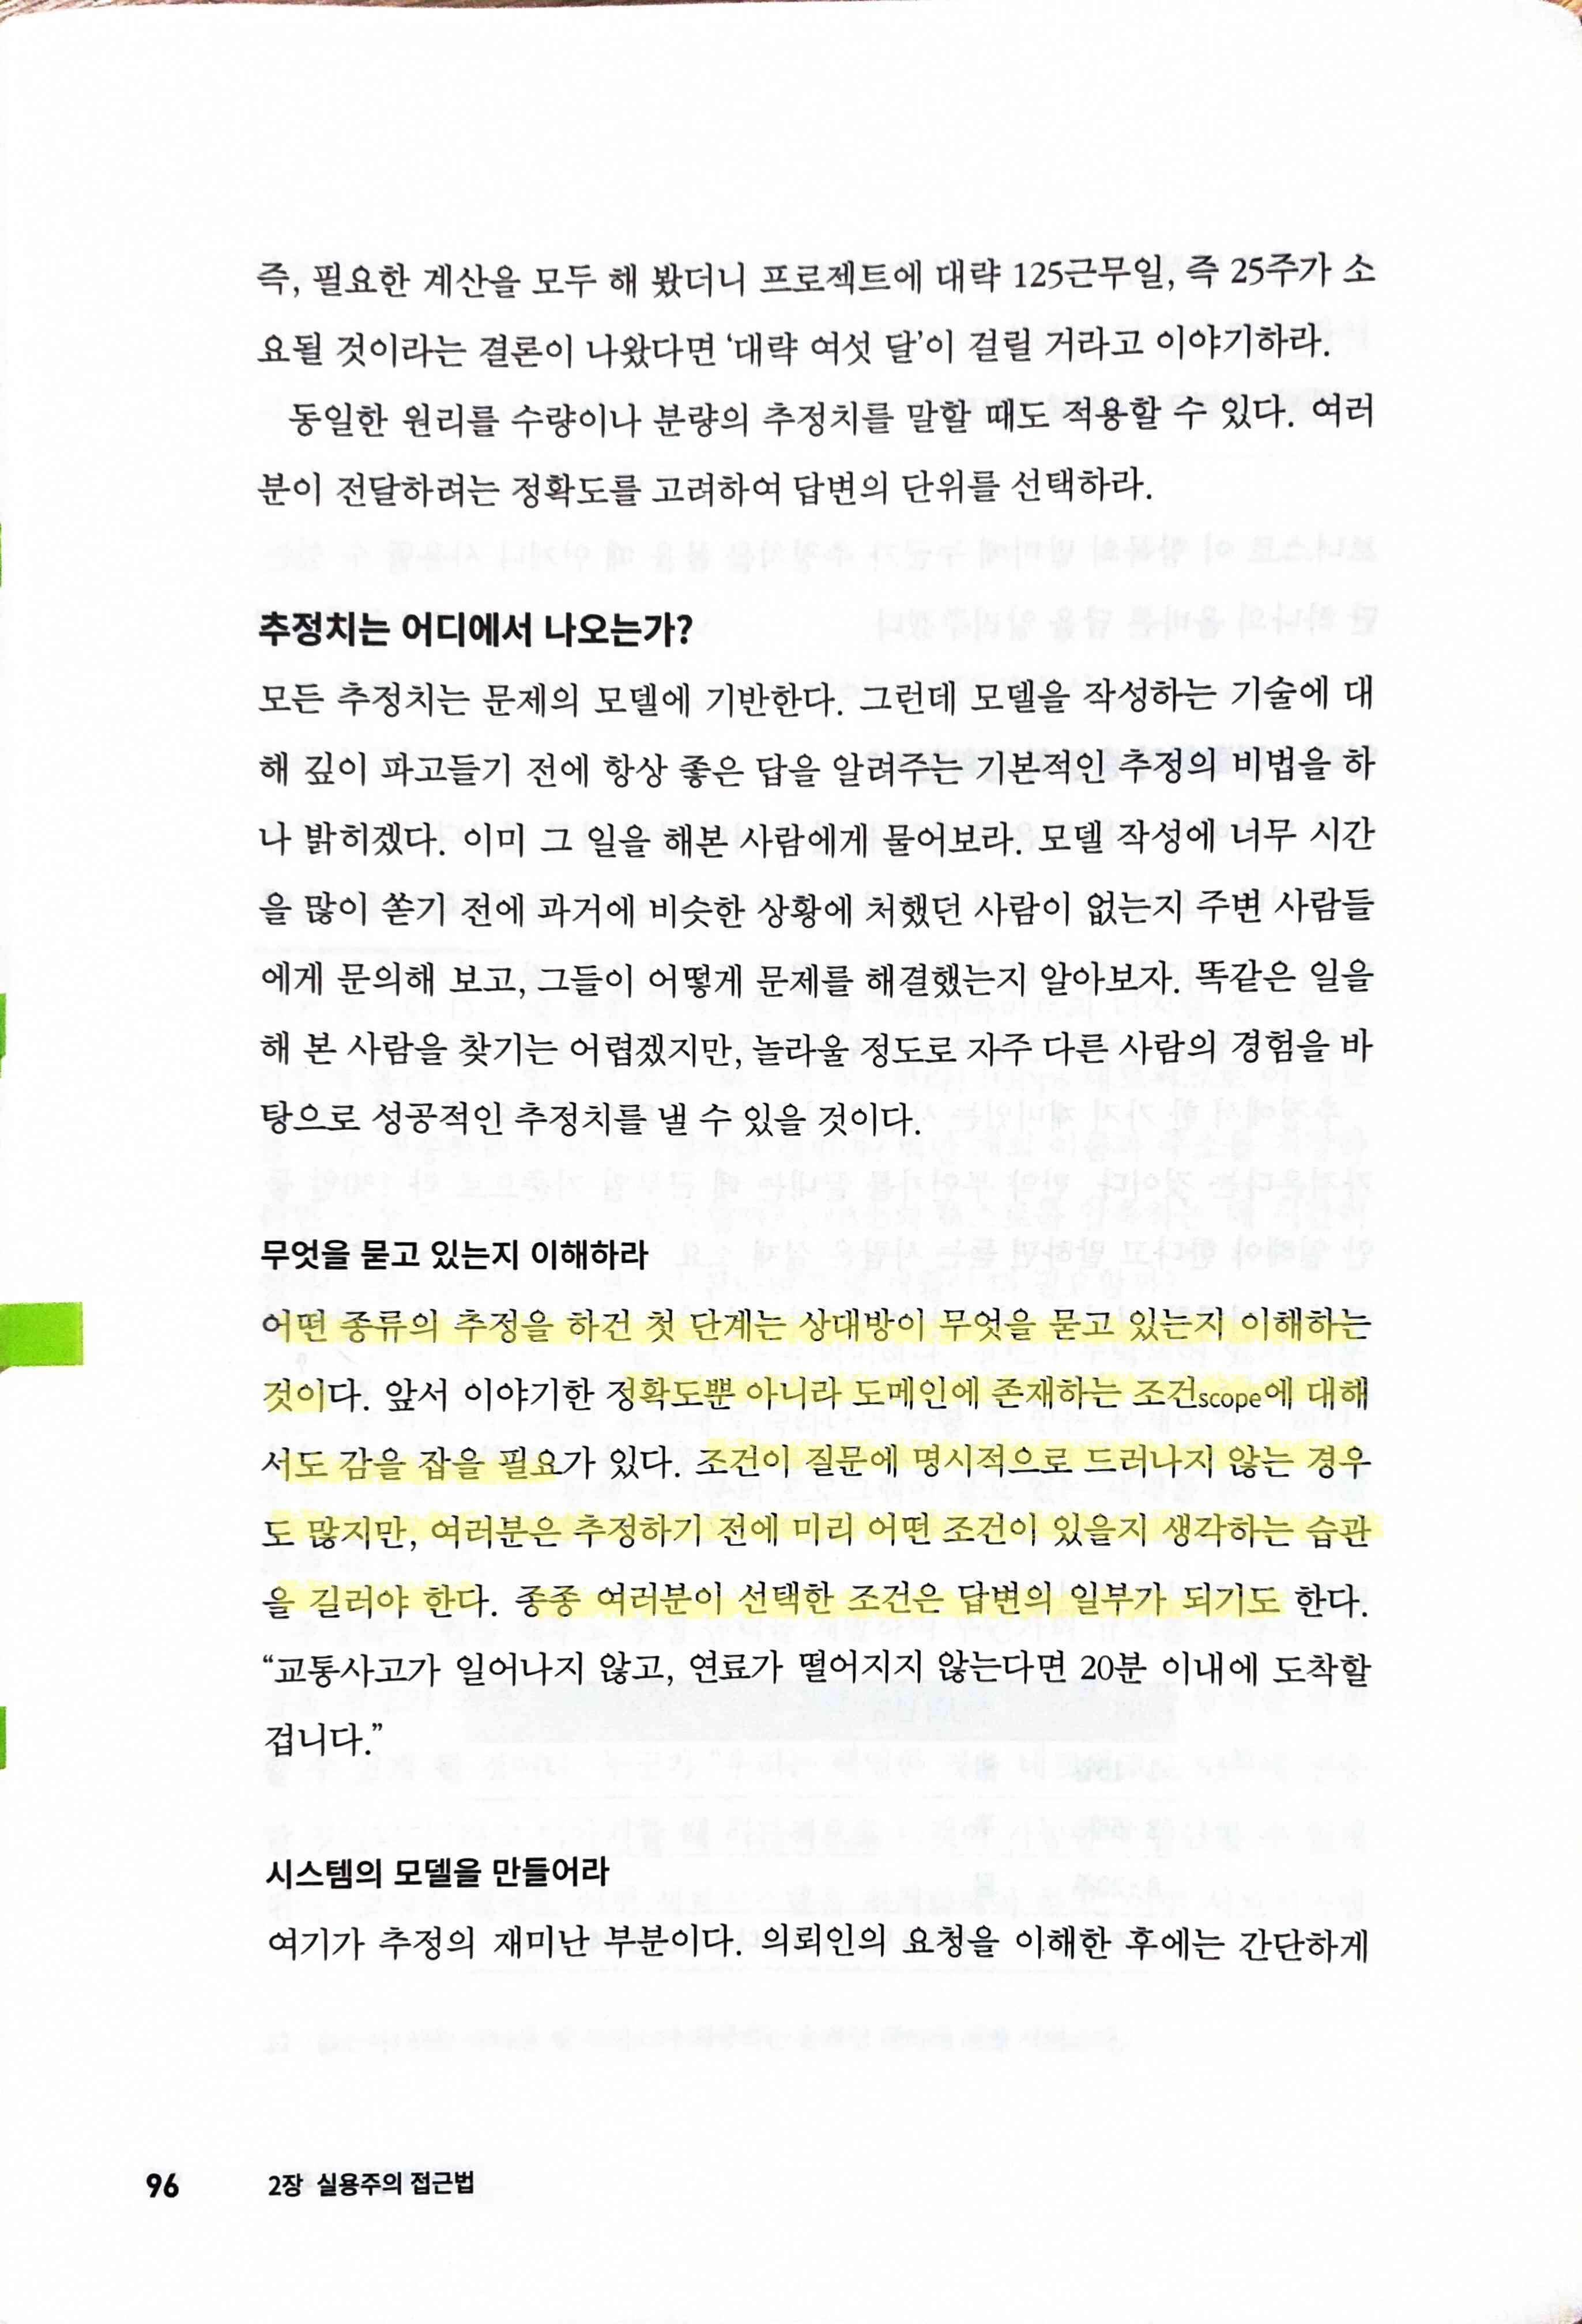 즉, 필요한 계산을 모두 해 봤더니 프로젝트에 대략 125근무일, 즉 25주가 소
요될 것이라는 결론이 나왔다면 ‘대략 여섯 달’이 걸릴 거라고 이야기하라.
동일한 원리를 수량이나 분량의 추정치를 말할 때도 적용할 수 있다. 여러
분이 전달하려는 정확도를 고려하여 답변의 단위를 선택하라.
추정치는 어디에서 나오는가?
모든 추정치는 문제의 모델에 기반한다. 그런데 모델을 작성하는 기술에 대
해 깊이 파고들기 전에 항상 좋은 답을 알려주는 기본적인 추정의 비법을 하
나 밝히겠다. 이미 그 일을 해본 사람에게 물어보라. 모델 작성에 너무 시간
을 많이 쏟기 전에 과거에 비슷한 상황에 처했던 사람이 없는지 주변 사람들
에게 문의해 보고, 그들이 어떻게 문제를 해결했는지 알아보자. 똑같은 일을
해 본 사람을 찾기는 어렵겠지만, 놀라울 정도로 자주 다른 사람의 경험을 바
탕으로 성공적인 추정치를 낼 수 있을 것이다.
무엇을 묻고 있는지 이해하라
어떤 종류의 추정을 하건 첫 단계는 상대방이 무엇을 묻고 있는지 이해하는
것이다. 앞서 이야기한 정확도뿐 아니라 도메인에 존재하는 조건scope에 대해
서도 감을 잡을 필요가 있다. 조건이 질문에 명시적으로 드러나지 않는 경우
도 많지만, 여러분은 추정하기 전에 미리 어떤 조건이 있을지 생각하는 습관
을 길러야 한다. 종종 여러분이 선택한 조건은 답변의 일부가 되기도 한다.
“교통사고가 일어나지 않고, 연료가 떨어지지 않는다면 20분 이내에 도착할
겁니다.”
시스템의 모델을 만들어라
여기가 추정의 재미난 부분이다. 의뢰인의 요청을 이해한 후에는 간단하게
96 2장 실용주의 접근법